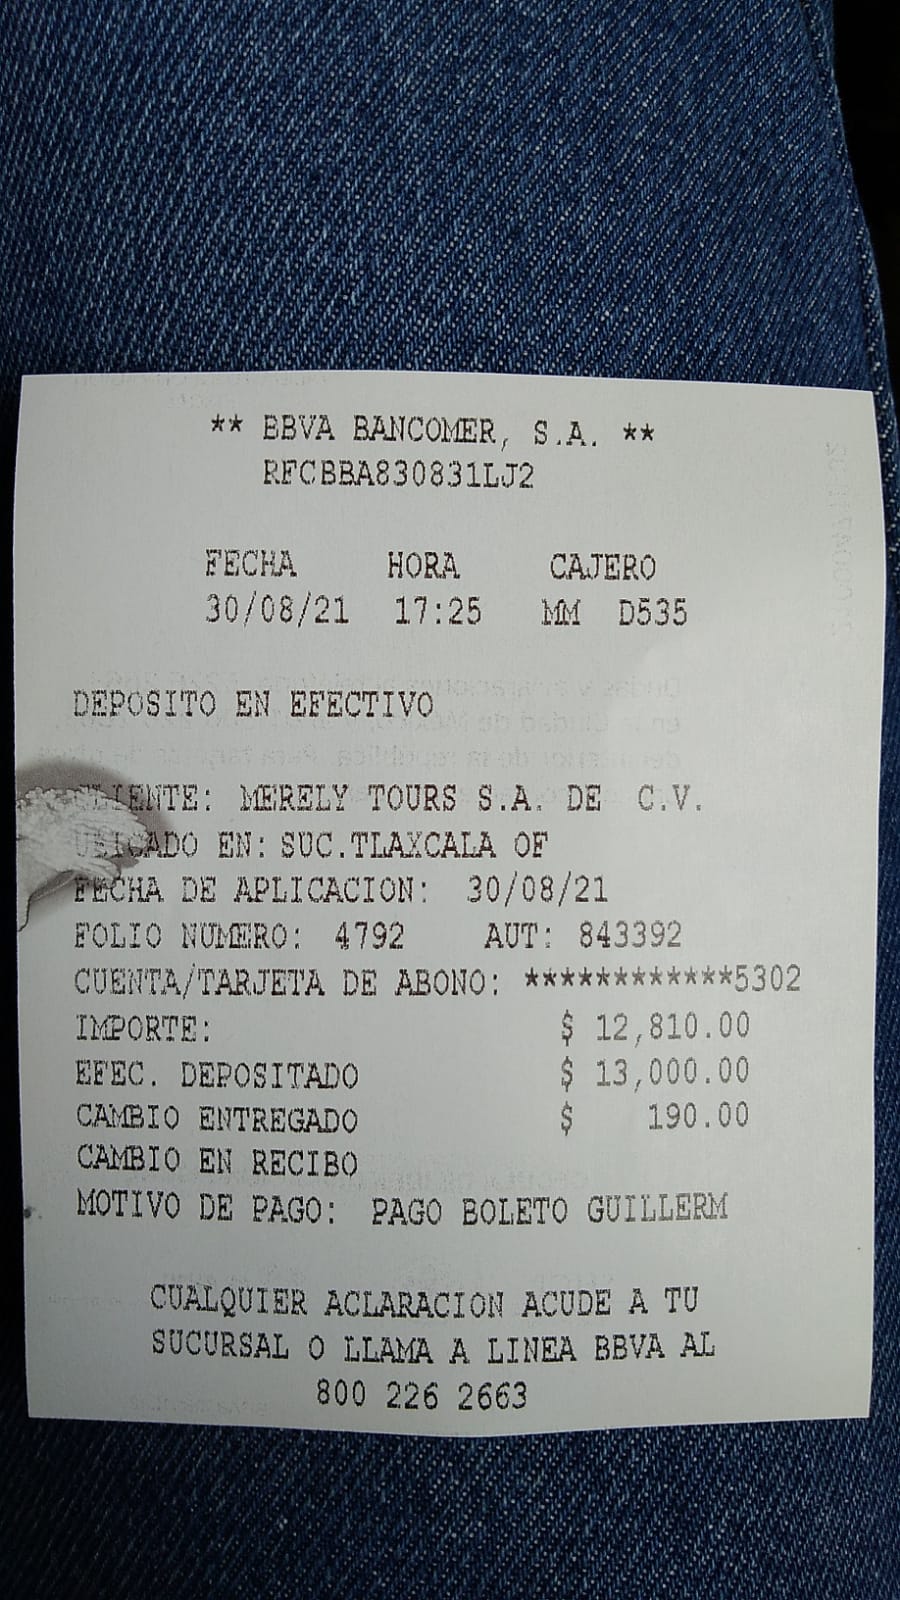 ** BBVA BANCOMER, S.A. **
RFCBBA830831LJ2
FECHA HORA CAJERO
30/08/21 17:25 MM D535
DEPOSITO EN EFECTIVO
CLIENTE: MERELY TOURS S.A. DE C.V.
UBICADO EN: SUC.TLAXCALA OF
FECHA DE APLICACION: 30/08/21
FOLIO NUMERO: 4792 AUT: 843392
CUENTA/TARJETA DE ABONO: ************5302
IMPORTE: $ 12,810.00
EFEC. DEPOSITADO $ 13,000.00
CAMBIO ENTREGADO $ 190.00
CAMBIO EN RECIBO
MOTIVO DE PAGO: PAGO BOLETO GUILLERM
CUALQUIER ACLARACION ACUDE A TU
SUCURSAL O LLAMA A LINEA BBVA AL
800 226 2663